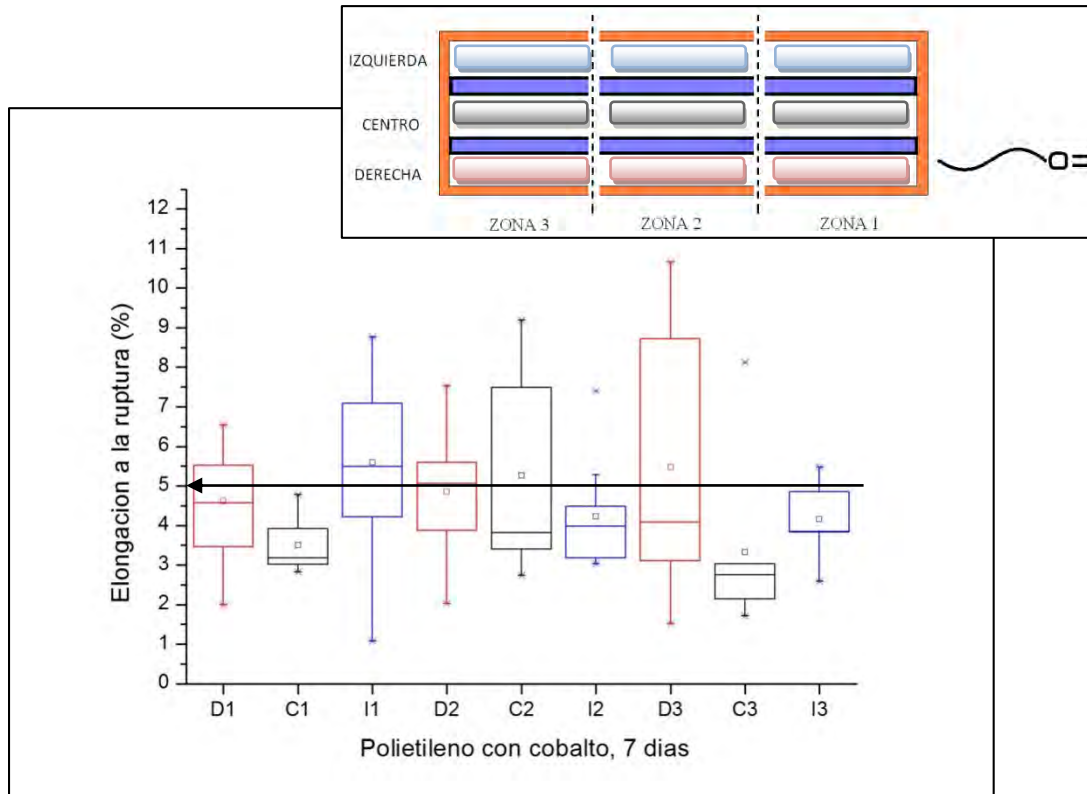 IZQUIERDA
CENTRO
DERECHA
ZONA 3 ZONA 2 ZONA 1
Elongacion a la ruptura (%)
12
11
10
9
8
7
6
5
4
3
2
1
0
D1 C1 I1 D2 C2 I2 D3 C3 I3
Polietileno con cobalto, 7 dias